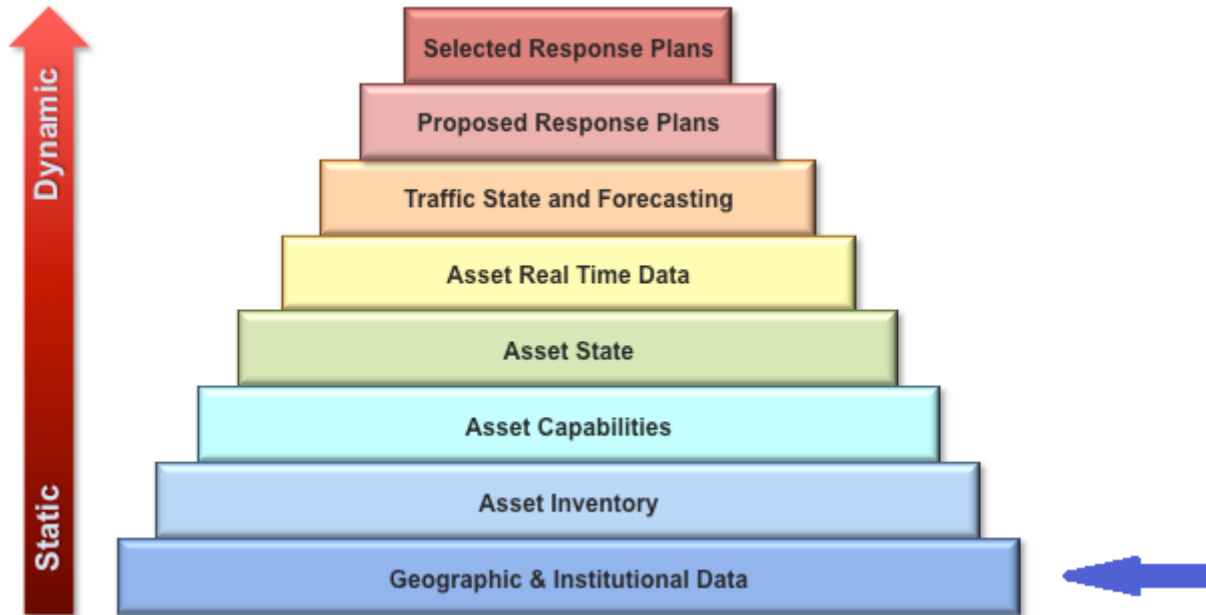 Dynamic
Static
Selected Response Plans
Proposed Response Plans
Traffic State and Forecasting
Asset Real Time Data
Asset State
Asset Capabilities
Asset Inventory
Geographic & Institutional Data